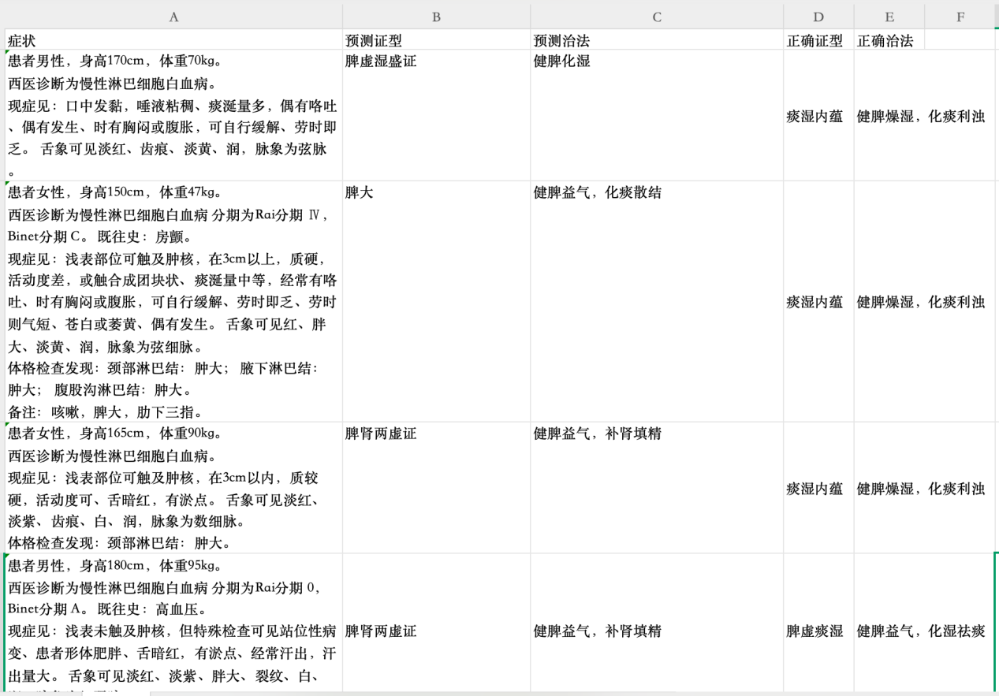 A B C D E F
症状 预测证型 预测治法 正确证型 正确治法
患者男性，身高170cm，体重70kg。
西医诊断为慢性淋巴细胞白血病。
现症见：口中发黏，唾液粘稠、痰涎量多，偶有咯吐
、偶有发生、时有胸闷或腹胀，可自行缓解、劳时即
乏。 舌象可见淡红、齿痕、淡黄、润，脉象为弦脉
。
脾虚湿盛证
健脾化湿
痰湿内蕴
健脾燥湿，化痰利浊
患者女性，身高150cm，体重47kg。
西医诊断为慢性淋巴细胞白血病 分期为Rai分期 Ⅳ，
Binet分期 C。 既往史：房颤。
现症见：浅表部位可触及肿核，在3cm以上，质硬，
活动度差，或触合成团块状、痰涎量中等，经常有咯
吐、时有胸闷或腹胀，可自行缓解、劳时即乏、劳时
则气短、苍白或萎黄、偶有发生。 舌象可见红、胖
大、淡黄、润，脉象为弦细脉。
体格检查发现：颈部淋巴结：肿大； 腋下淋巴结：
肿大； 腹股沟淋巴结：肿大。
备注：咳嗽，脾大，肋下三指。
脾大
健脾益气，化痰散结
痰湿内蕴
健脾燥湿，化痰利浊
患者女性，身高165cm，体重90kg。
西医诊断为慢性淋巴细胞白血病。
现症见：浅表部位可触及肿核，在3cm以内，质较
硬，活动度可、舌暗红，有淤点。 舌象可见淡红、
淡紫、齿痕、白、润，脉象为数细脉。
体格检查发现：颈部淋巴结：肿大。
脾肾两虚证
健脾益气，补肾填精
痰湿内蕴
健脾燥湿，化痰利浊
患者男性，身高180cm，体重95kg。
西医诊断为慢性淋巴细胞白血病 分期为Rai分期 0，
Binet分期 A。 既往史：高血压。
现症见：浅表未触及肿核，但特殊检查可见站位性病
变、患者形体肥胖、舌暗红，有淤点、经常汗出，汗
出量大。 舌象可见淡红、淡紫、胖大、裂纹、白、
脾肾两虚证
健脾益气，补肾填精
脾虚痰湿
健脾益气，化湿祛痰